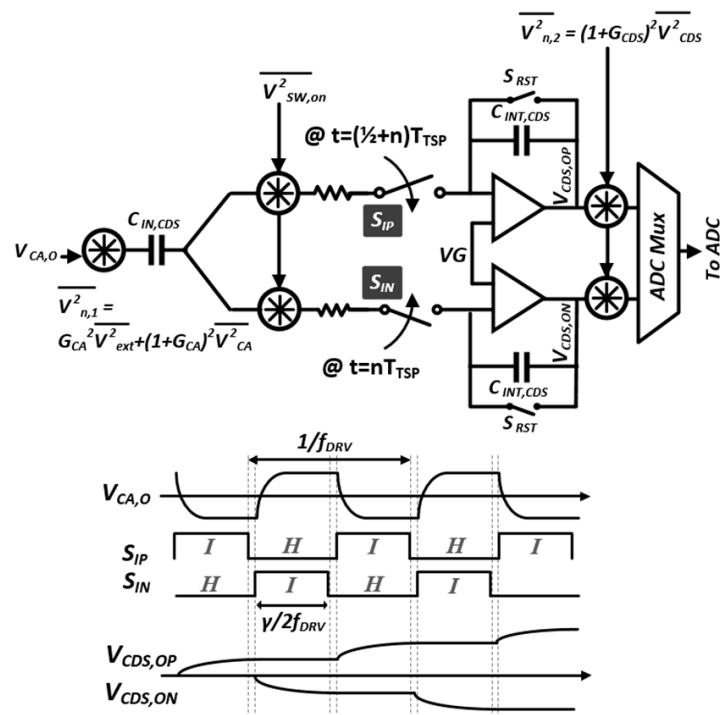 V²n,2 = (1+GCDS)²V²CDS
V²SW,on
SRST
CINT,CDS
@ t=(½+n)TTSP
VCDS,OP
CIN,CDS
SIP
VCA,O
VG
ADC Mux
To ADC
SIN
V²n,1 =
GCA²V²ext+(1+GCA)²V²CA
@ t=nTTSP
VCDS,ON
CINT,CDS
SRST
1/fDRV
VCA,O
SIP I H I H I
SIN H I H I
γ/2fDRV
VCDS,OP
VCDS,ON